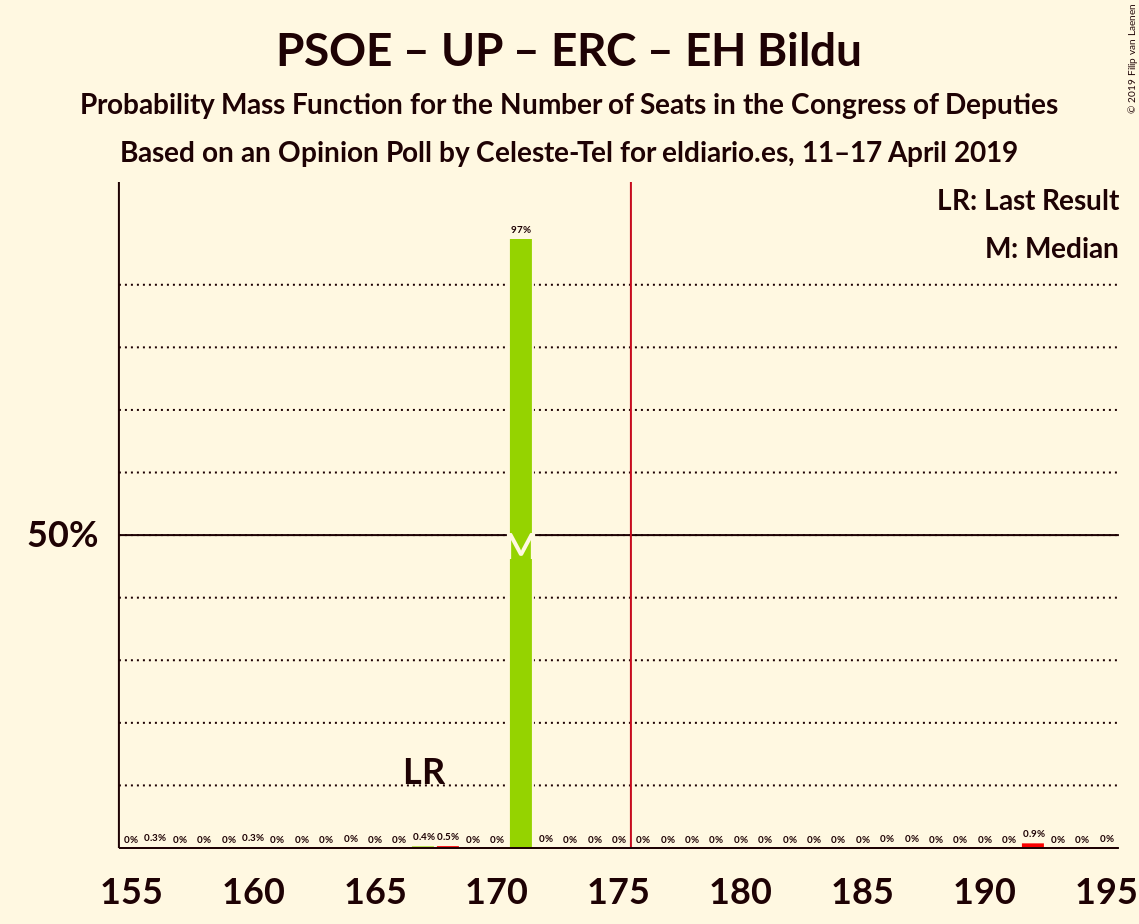 PSOE – UP – ERC – EH Bildu
Probability Mass Function for the Number of Seats in the Congress of Deputies
Based on an Opinion Poll by Celeste-Tel for eldiario.es, 11–17 April 2019
© 2019 Filip van Laenen
LR: Last Result
M: Median
97%
50%
M
LR
0% 0.3% 0% 0% 0% 0.3% 0% 0% 0% 0% 0% 0% 0.4% 0.5% 0% 0% 0% 0% 0% 0% 0% 0% 0% 0% 0% 0% 0% 0% 0% 0% 0% 0% 0% 0% 0% 0% 0.9% 0% 0% 0%
155 160 165 170 175 180 185 190 195